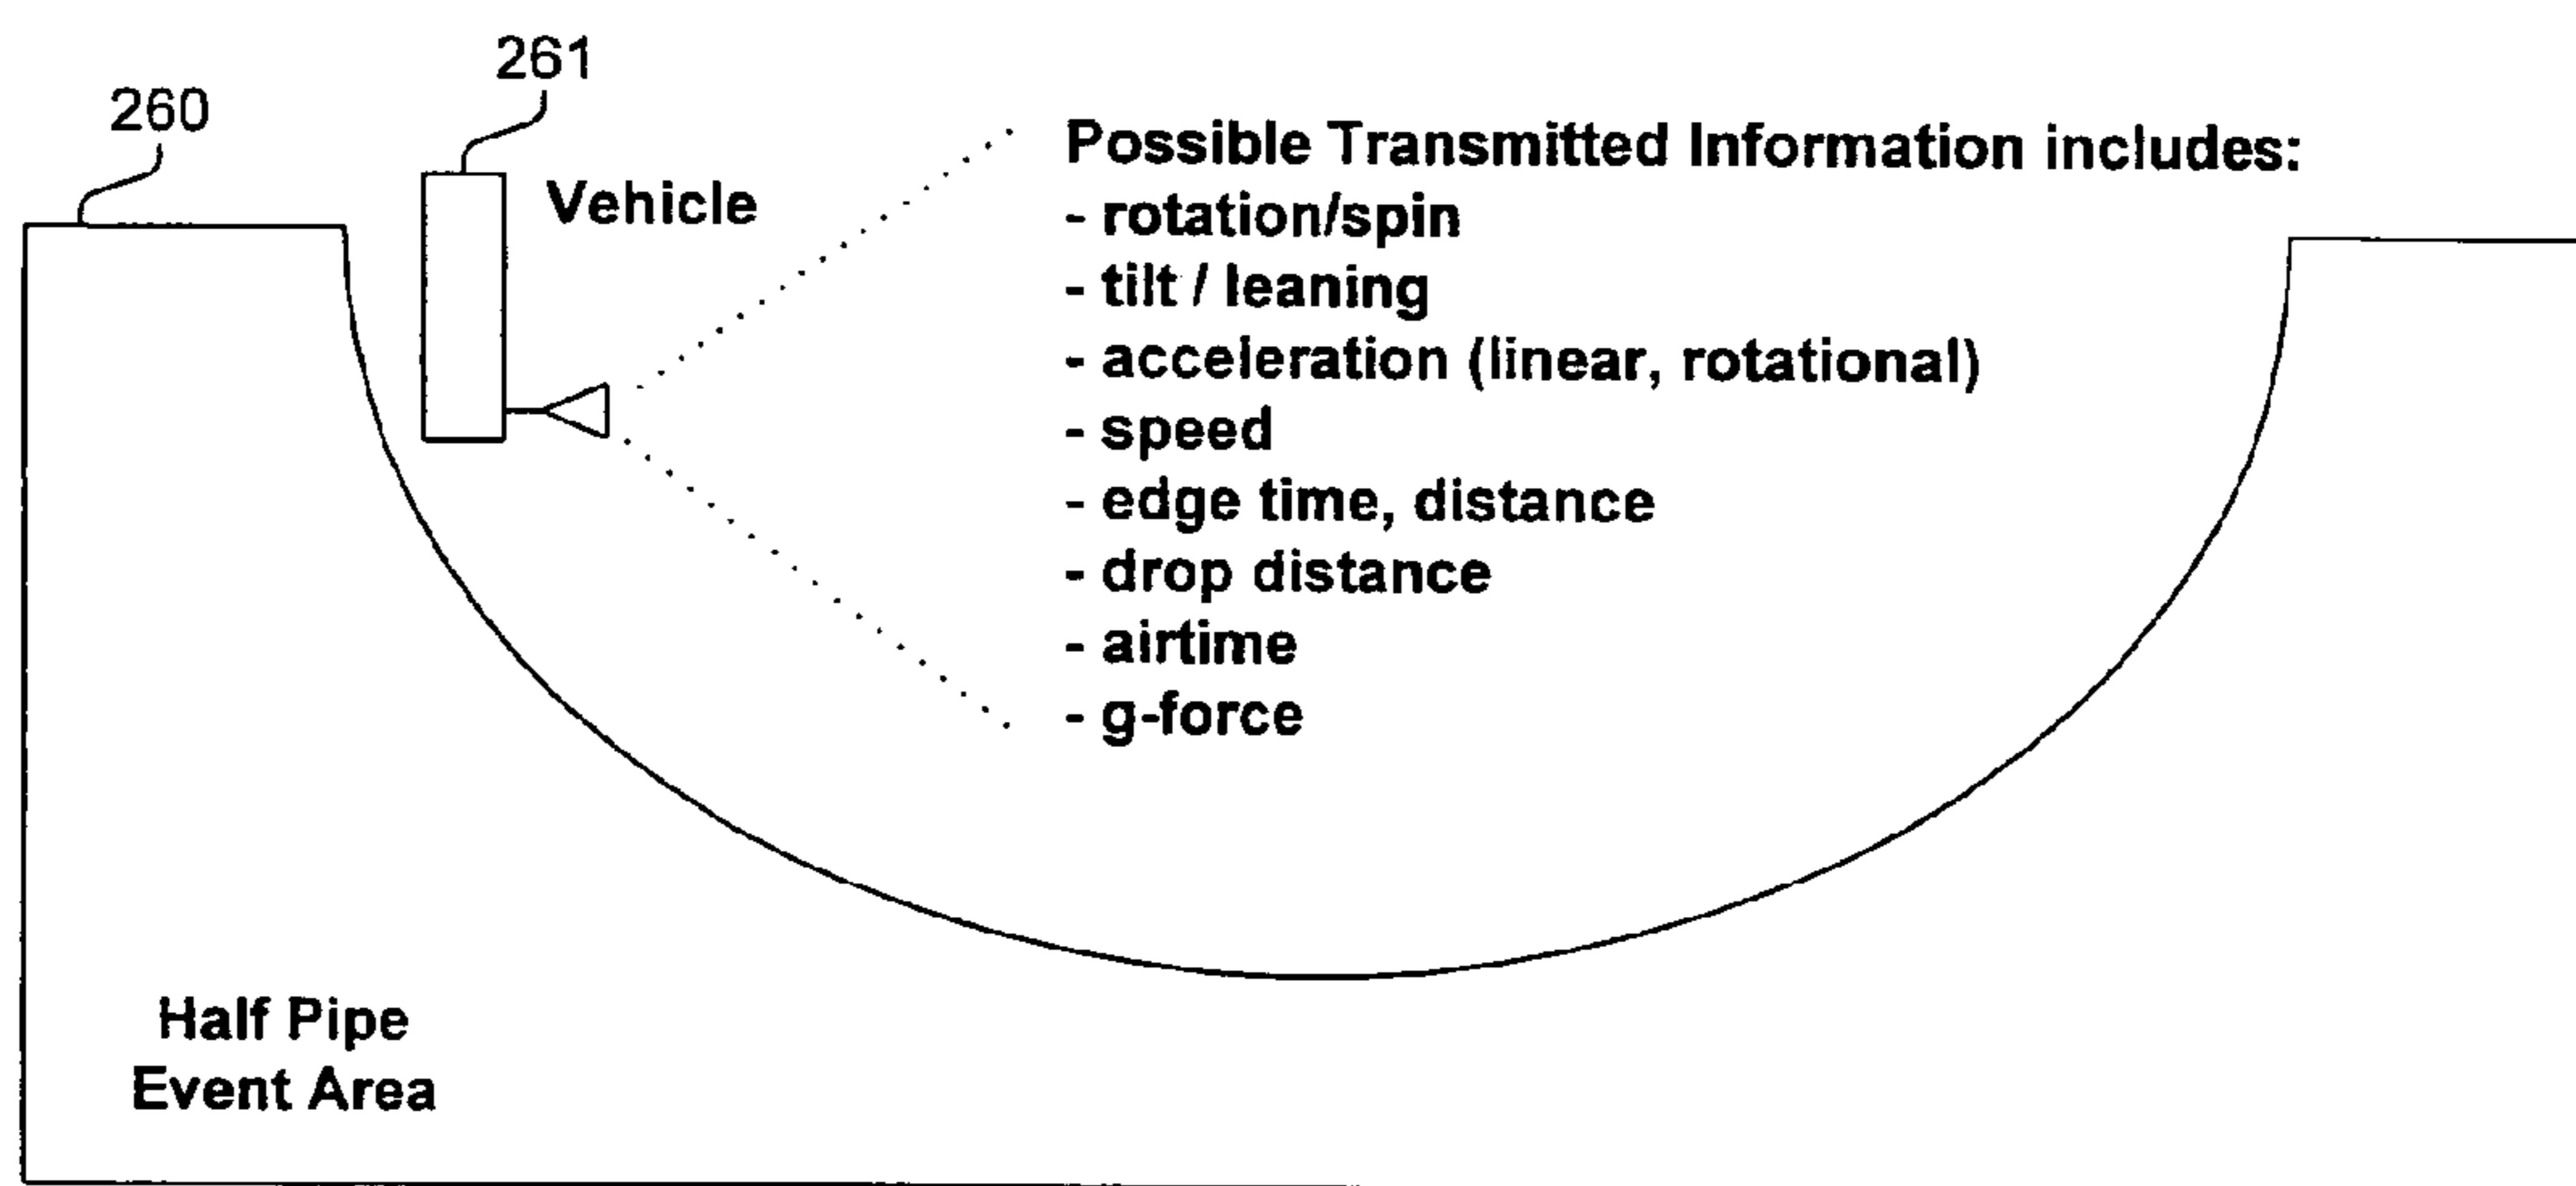 261
260
Vehicle
Possible Transmitted Information includes:
- rotation/spin
- tilt / leaning
- acceleration (linear, rotational)
- speed
- edge time, distance
- drop distance
- airtime
- g-force
Half Pipe
Event Area